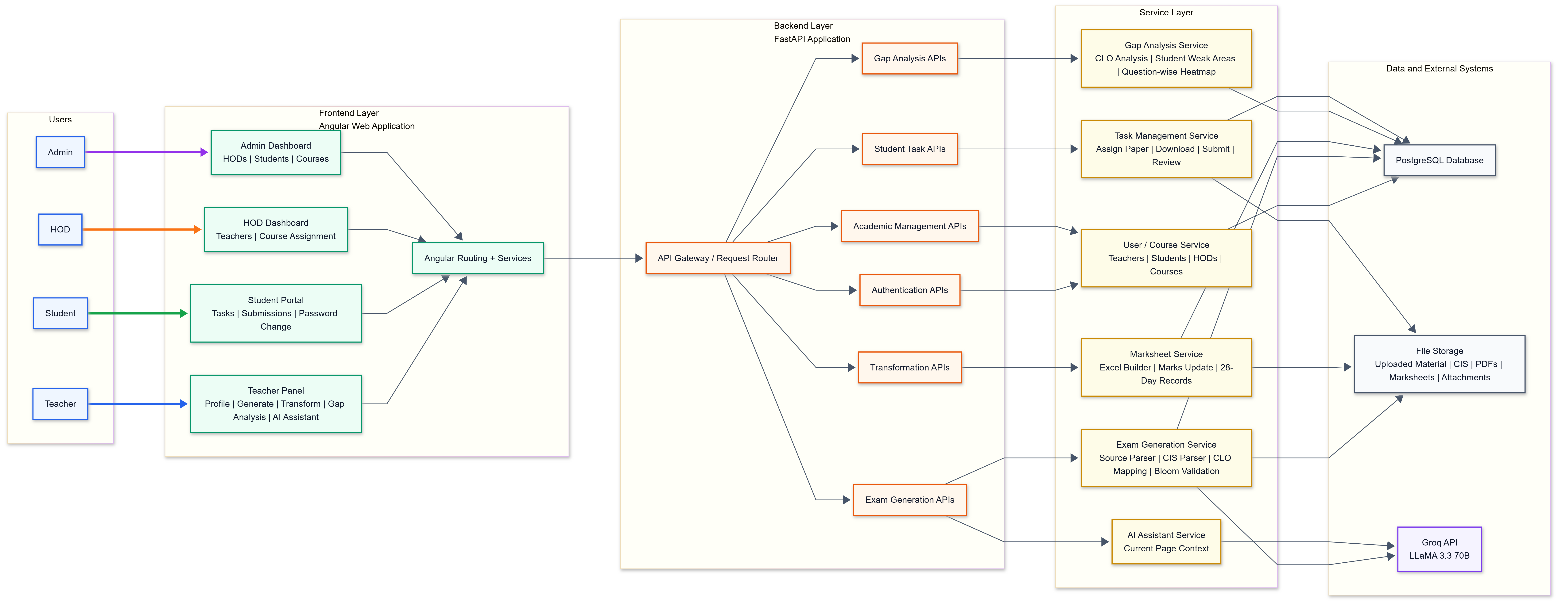 Users
Admin
HOD
Student
Teacher
Frontend Layer
Angular Web Application
Admin Dashboard
HODs | Students | Courses
HOD Dashboard
Teachers | Course Assignment
Student Portal
Tasks | Submissions | Password
Change
Teacher Panel
Profile | Generate | Transform | Gap
Analysis | AI Assistant
Angular Routing + Services
Backend Layer
FastAPI Application
API Gateway / Request Router
Gap Analysis APIs
Student Task APIs
Academic Management APIs
Authentication APIs
Transformation APIs
Exam Generation APIs
Service Layer
Gap Analysis Service
CLO Analysis | Student Weak Areas
| Question-wise Heatmap
Task Management Service
Assign Paper | Download | Submit |
Review
User / Course Service
Teachers | Students | HODs |
Courses
Marksheet Service
Excel Builder | Marks Update | 28-
Day Records
Exam Generation Service
Source Parser | CIS Parser | CLO
Mapping | Bloom Validation
AI Assistant Service
Current Page Context
Data and External Systems
PostgreSQL Database
File Storage
Uploaded Material | CIS | PDFs |
Marksheets | Attachments
Groq API
LLaMA 3.3 70B